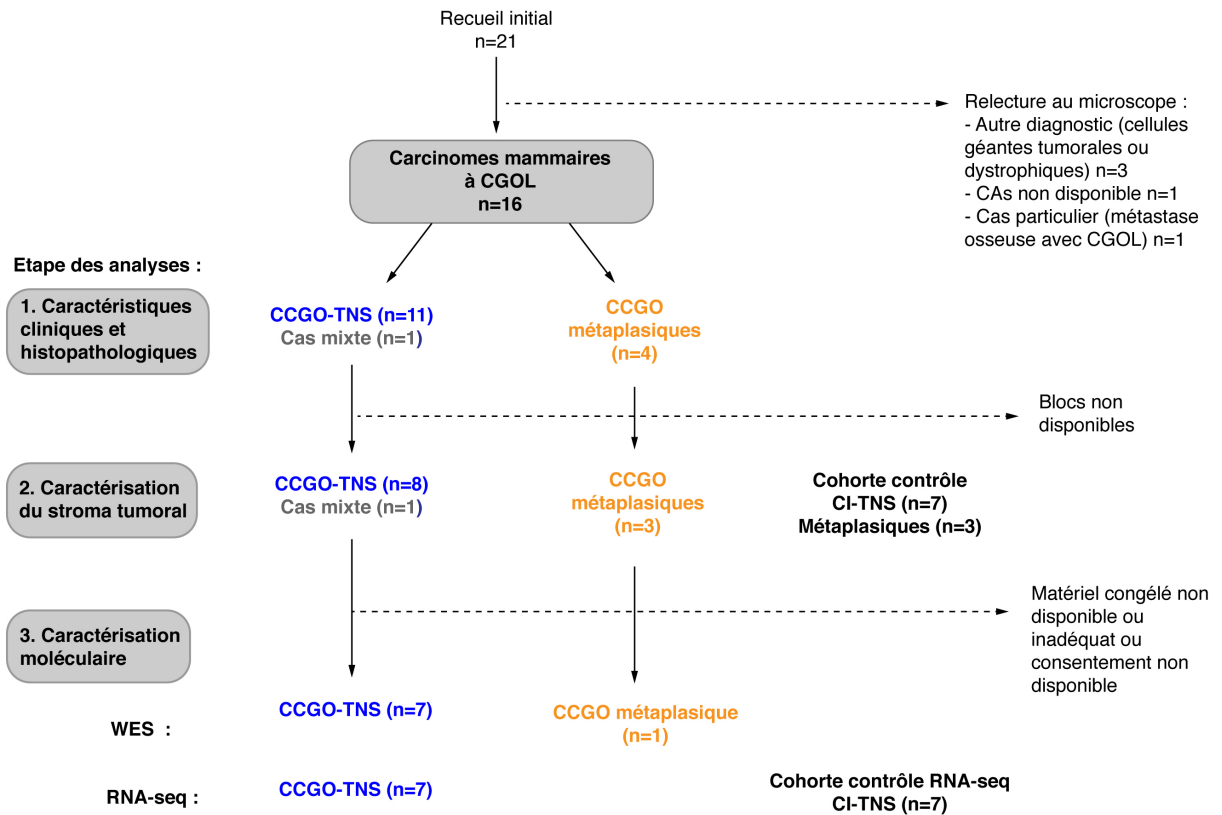 Recueil initial
n=21
Relecture au microscope :
- Autre diagnostic (cellules
géantes tumorales ou
dystrophiques) n=3
- CAs non disponible n=1
- Cas particulier (métastase
osseuse avec CGOL) n=1
Carcinomes mammaires
à CGOL
n=16
Etape des analyses :
1. Caractéristiques
cliniques et
histopathologiques
CCGO-TNS (n=11)
Cas mixte (n=1)
CCGO
métaplasiques
(n=4)
Blocs non
disponibles
2. Caractérisation
du stroma tumoral
CCGO-TNS (n=8)
Cas mixte (n=1)
CCGO
métaplasiques
(n=3)
Cohorte contrôle
CI-TNS (n=7)
Métaplasiques (n=3)
Matériel congélé non
disponible ou
inadéquat ou
consentement non
disponible
3. Caractérisation
moléculaire
WES :
CCGO-TNS (n=7)
CCGO métaplasique
(n=1)
RNA-seq :
CCGO-TNS (n=7)
Cohorte contrôle RNA-seq
CI-TNS (n=7)